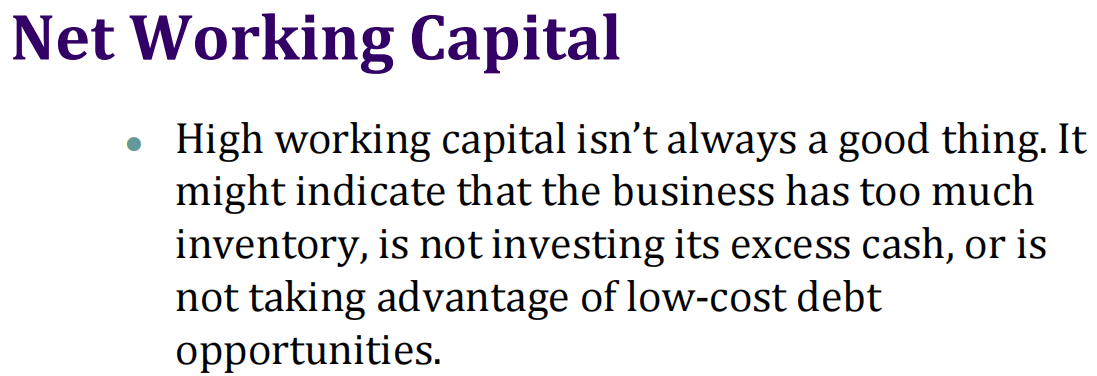 Net Working Capital
• High working capital isn’t always a good thing. It
might indicate that the business has too much
inventory, is not investing its excess cash, or is
not taking advantage of low-cost debt
opportunities.